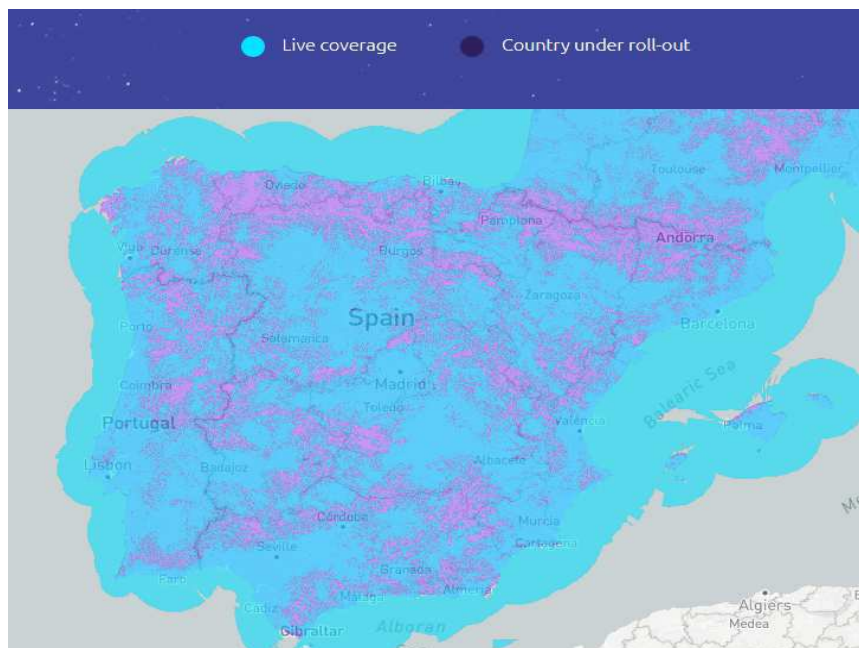 Live coverage
Country under roll-out
Toulouse
Montpellier
Oviedo
Bilbao
Pamplona
Andorra
Vigo
Ourense
Burgos
Zaragoza
Spain
Barcelona
Porto
Salamanca
Madrid
Coimbra
Toledo
Balearic Sea
Portugal
València
Palma
Lisbon
Badajoz
Albacete
Córdoba
Murcia
Seville
Cartagena
Granada
Faro
Málaga
Almería
Cádiz
Algiers
Gibraltar
Alboran
Medea